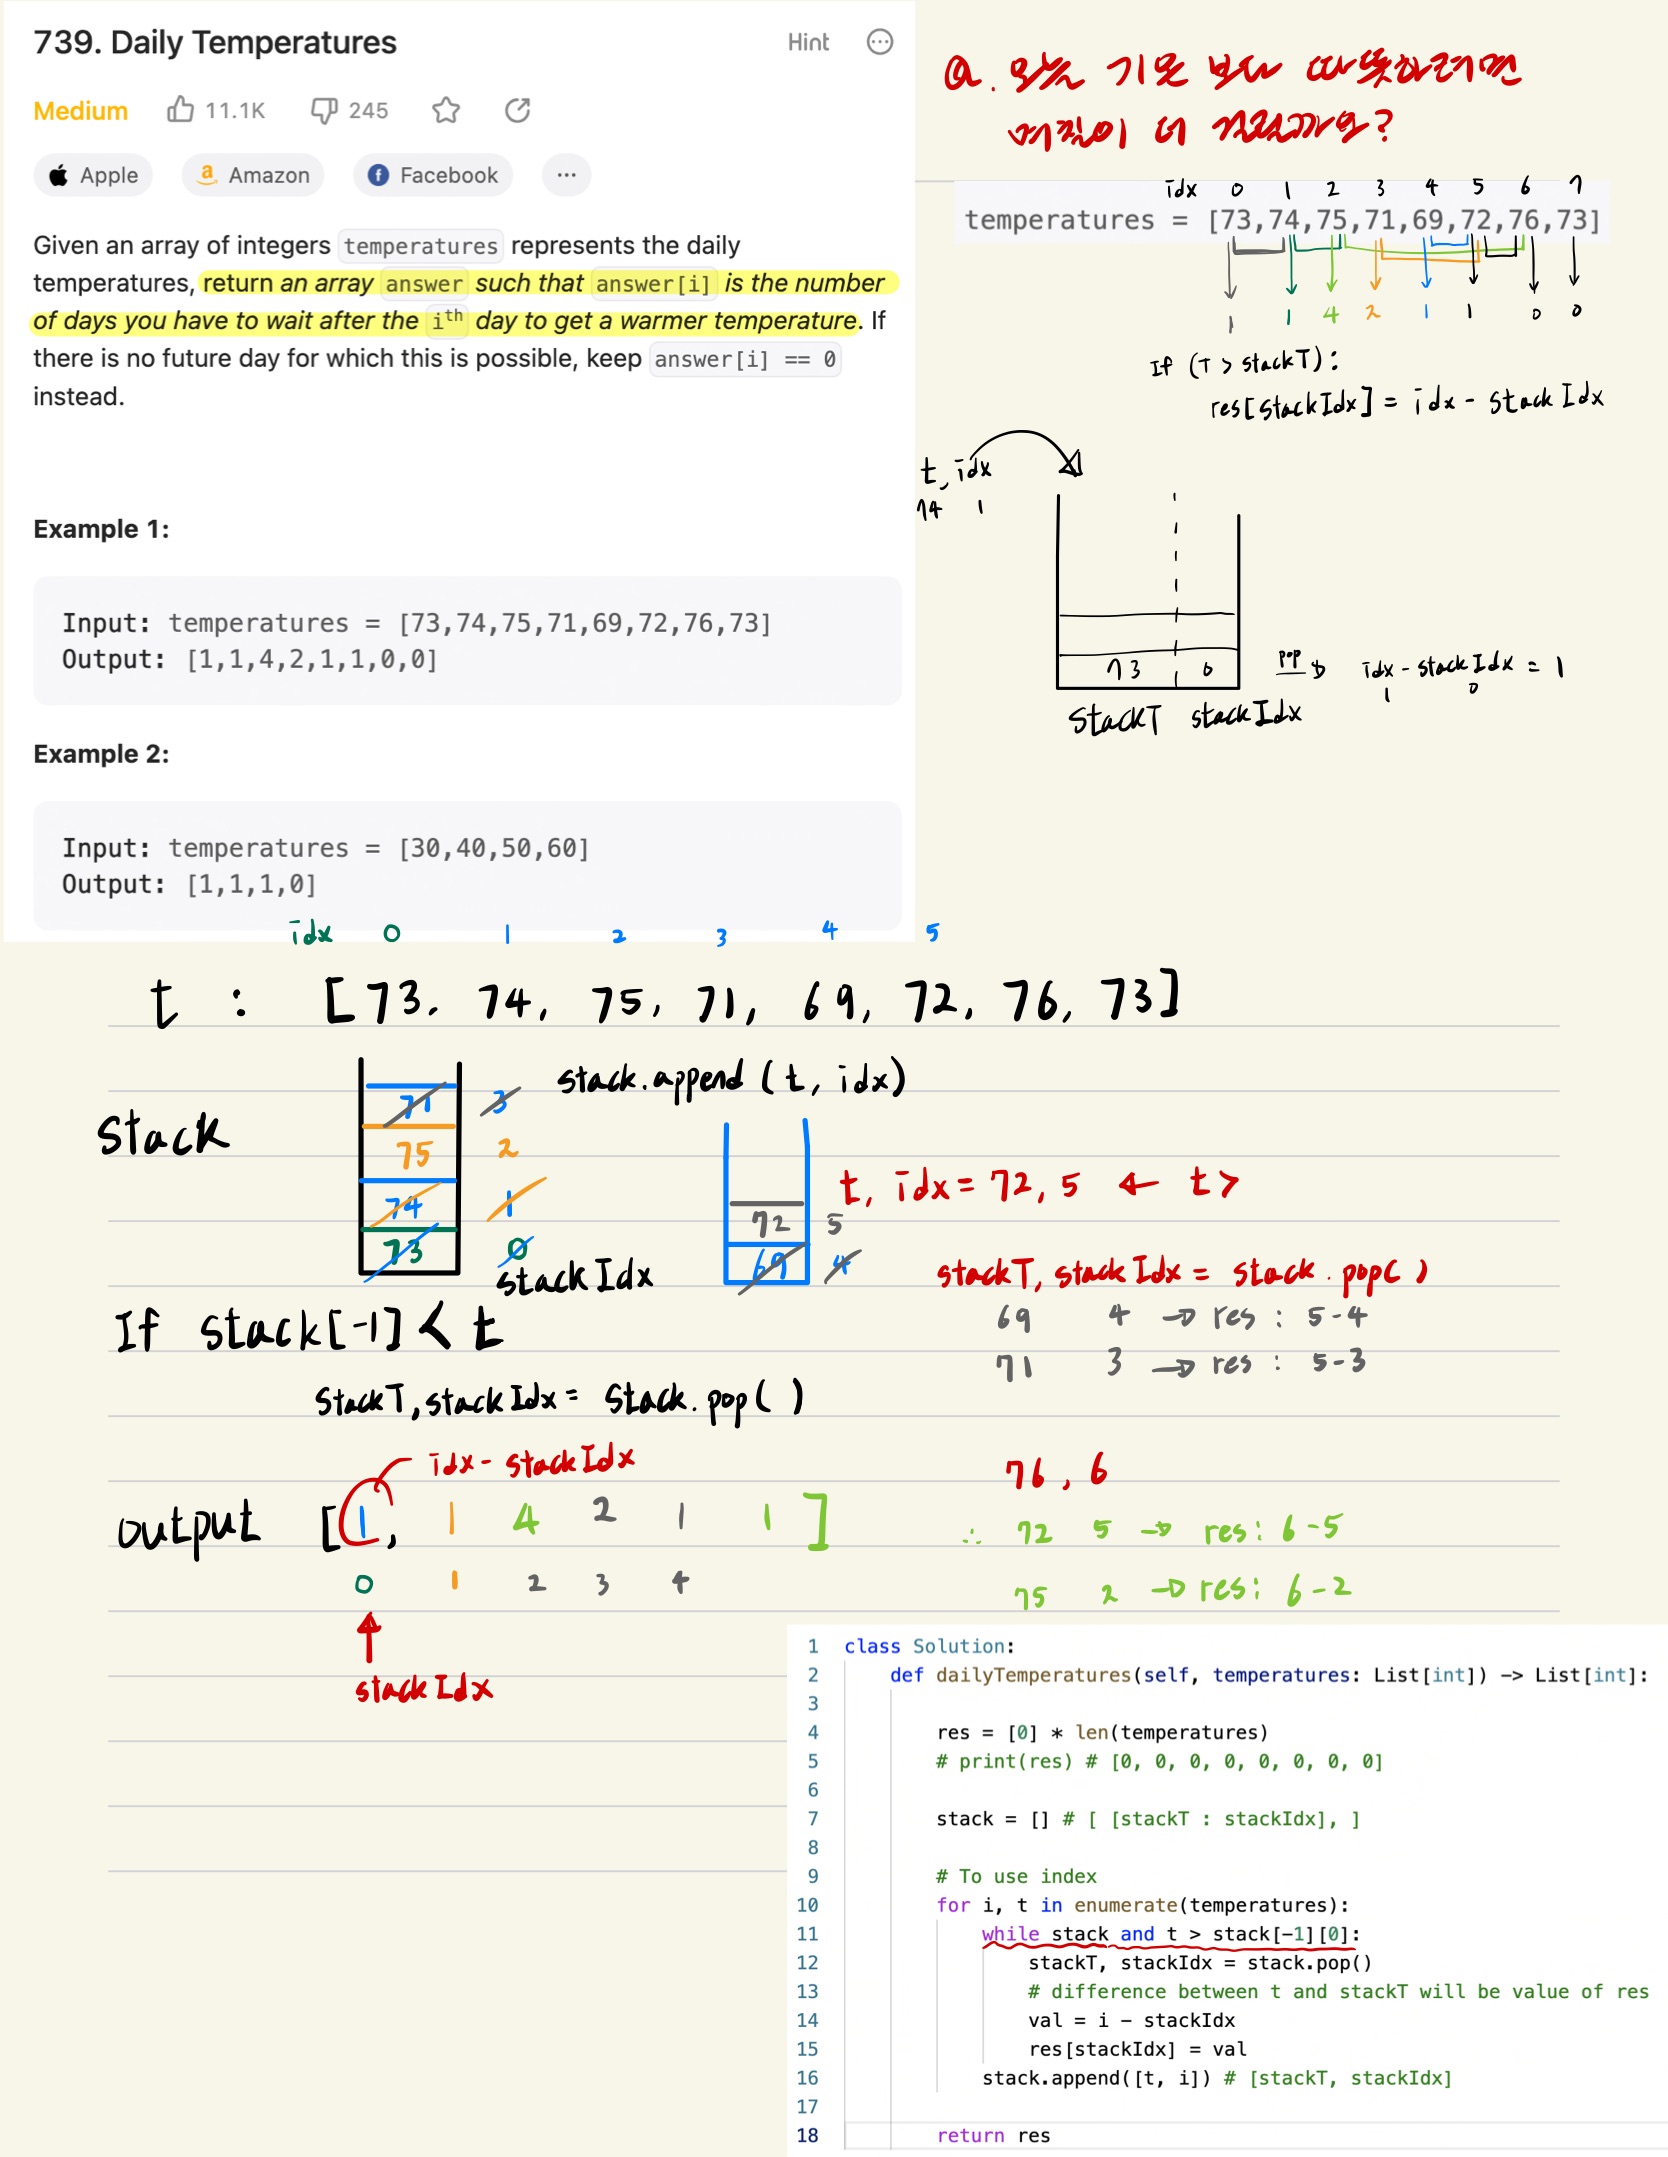 739. Daily Temperatures
Hint
Medium 11.1K 245
Apple Amazon Facebook ...
Given an array of integers temperatures represents the daily
temperatures, return an array answer such that answer[i] is the number
of days you have to wait after the ith day to get a warmer temperature. If
there is no future day for which this is possible, keep answer[i] == 0
instead.
Example 1:
Input: temperatures = [73,74,75,71,69,72,76,73]
Output: [1,1,4,2,1,1,0,0]
Example 2:
Input: temperatures = [30,40,50,60]
Output: [1,1,1,0]
Q. 오늘 기온 보다 따뜻하려면
며칠이 더 걸릴까요?
idx 0 1 2 3 4 5 6 7
temperatures = [73,74,75,71,69,72,76,73]
1 1 4 2 1 1 0 0
If (T > stackT):
res[stackIdx] = idx - stackIdx
t, idx
74 1
73 0
pop → idx - stackIdx = 1
1 0
StackT stackIdx
idx 0 1 2 3 4 5
t : [73. 74, 75, 71, 69, 72, 76, 73]
stack.append (t, idx)
Stack
71 3
75 2
74 1
73 0
stackIdx
72 5
69 4
t, idx = 72, 5 ← t >
stackT, stackIdx = stack.pop( )
69 4 → res : 5-4
71 3 → res : 5-3
If stack[-1] < t
StackT, stackIdx = Stack.pop( )
idx - stackIdx
output [1, 1 4 2 1 1 ]
0 1 2 3 4
stackIdx
76, 6
∴ 72 5 → res: 6-5
75 2 → res: 6-2
1 class Solution:
2 def dailyTemperatures(self, temperatures: List[int]) -> List[int]:
3
4 res = [0] * len(temperatures)
5 # print(res) # [0, 0, 0, 0, 0, 0, 0, 0]
6
7 stack = [] # [ [stackT : stackIdx], ]
8
9 # To use index
10 for i, t in enumerate(temperatures):
11 while stack and t > stack[-1][0]:
12 stackT, stackIdx = stack.pop()
13 # difference between t and stackT will be value of res
14 val = i - stackIdx
15 res[stackIdx] = val
16 stack.append([t, i]) # [stackT, stackIdx]
17
18 return res